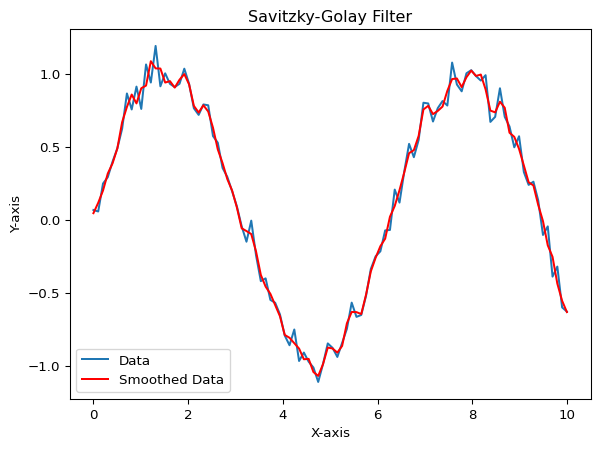 Savitzky-Golay Filter
1.0
0.5
0.0
−0.5
−1.0
Y-axis
Data
Smoothed Data
0 2 4 6 8 10
X-axis